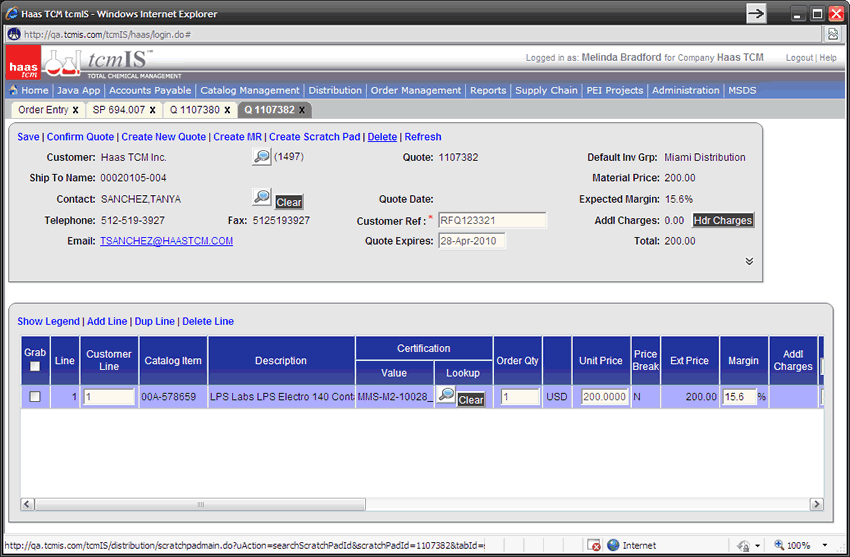 Haas TCM tcmIS - Windows Internet Explorer
http://qa.tcmis.com/tcmIS/haas/login.do#
haas tcm tcmIS™ TOTAL CHEMICAL MANAGEMENT
Logged in as: Melinda Bradford for Company Haas TCM Logout | Help
Home | Java App | Accounts Payable | Catalog Management | Distribution | Order Management | Reports | Supply Chain | PEI Projects | Administration | MSDS
Order Entry x SP 694.007 x Q 1107380 x Q 1107382 x
Save | Confirm Quote | Create New Quote | Create MR | Create Scratch Pad | Delete | Refresh
Customer: Haas TCM Inc. (1497) Quote: 1107382 Default Inv Grp: Miami Distribution
Ship To Name: 00020105-004 Material Price: 200.00
Contact: SANCHEZ,TANYA Clear Quote Date: Expected Margin: 15.6%
Telephone: 512-519-3927 Fax: 5125193927 Customer Ref :* RFQ123321 Addl Charges: 0.00 Hdr Charges
Email: TSANCHEZ@HAASTCM.COM Quote Expires: 28-Apr-2010 Total: 200.00
Show Legend | Add Line | Dup Line | Delete Line
Grab Line Customer Line Catalog Item Description Certification Value Lookup Order Qty Unit Price Price Break Ext Price Margin Addl Charges
1 1 00A-578659 LPS Labs LPS Electro 140 Conta MMS-M2-10028_ Clear 1 USD 200.0000 N 200.00 15.6 %
http://qa.tcmis.com/tcmIS/distribution/scratchpadmain.do?uAction=searchScratchPadId&scratchPadId=1107382&tabId= Internet 100%